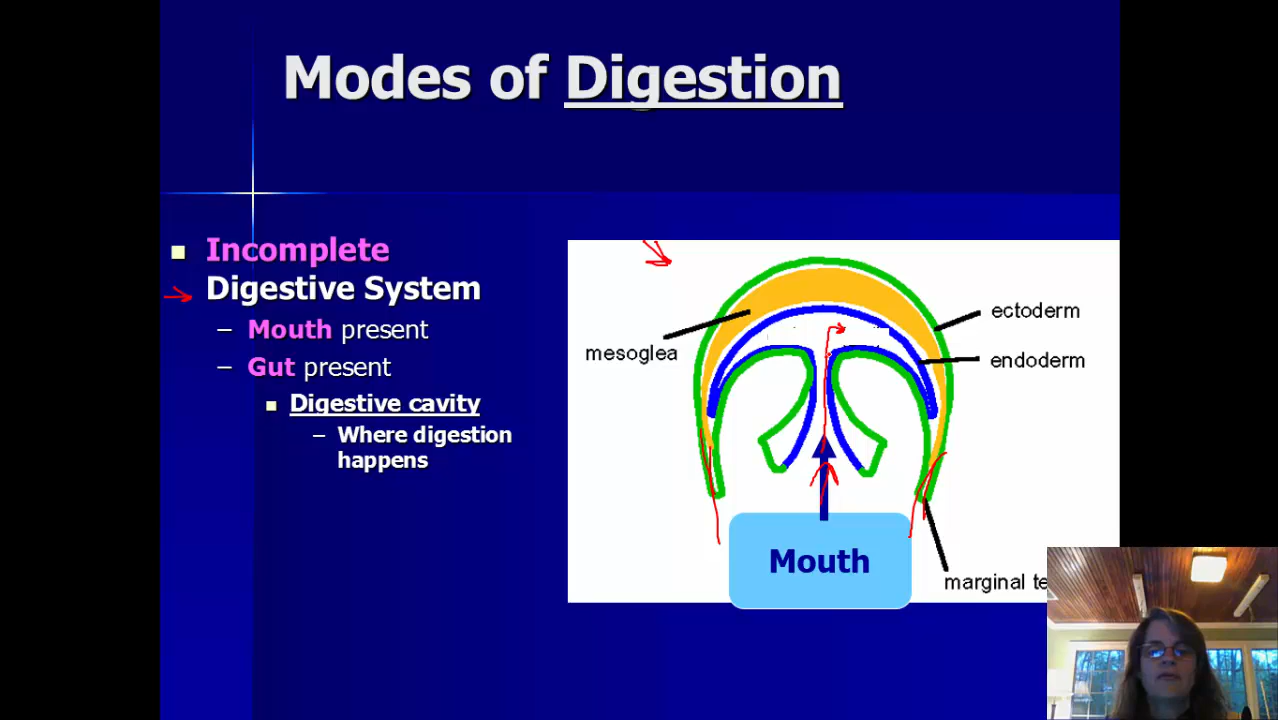 Modes of Digestion
Incomplete
Digestive System
– Mouth present
– Gut present
Digestive cavity
– Where digestion
happens
mesoglea
ectoderm
endoderm
Mouth
marginal